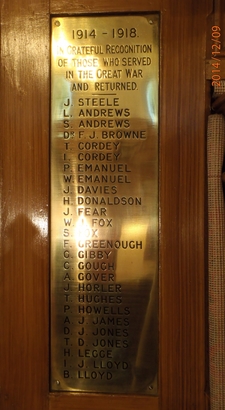 1914 - 1918.
IN GRATEFUL RECOGNITION
OF THOSE WHO SERVED
IN THE GREAT WAR
AND RETURNED.
J. STEELE
L. ANDREWS
S. ANDREWS
DR F. J. BROWNE
T. CORDEY
L. CORDEY
P. EMANUEL
W. EMANUEL
J. DAVIES
H. DONALDSON
J. FEAR
W. J. FOX
S. FOX
F. GREENOUGH
G. GIBBY
C. GOUGH
A. GOVER
J. HORLER
T. HUGHES
P. HOWELLS
A. J. JAMES
D. J. JONES
T. D. JONES
H. LEGGE
I. J. LLOYD
B. LLOYD
2014/12/09